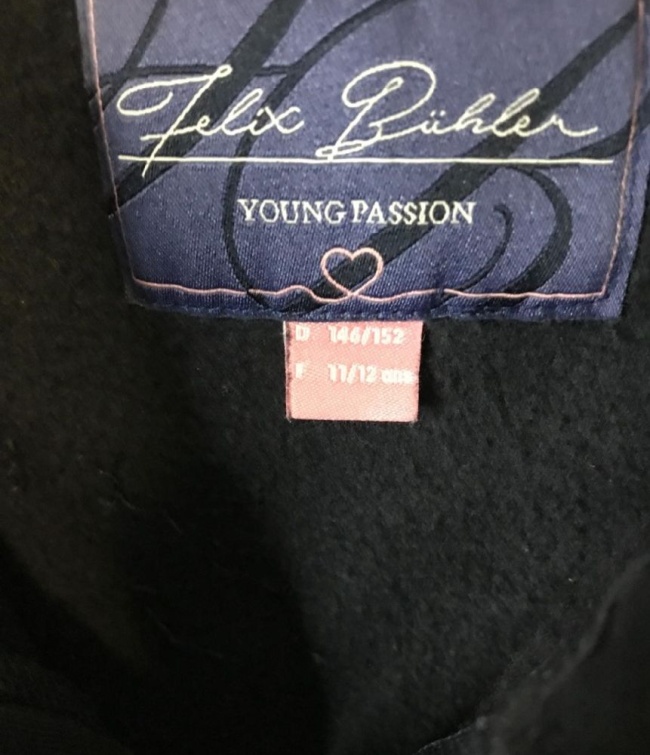 Felix Bühler
YOUNG PASSION
D 146/152
F 11/12 ans